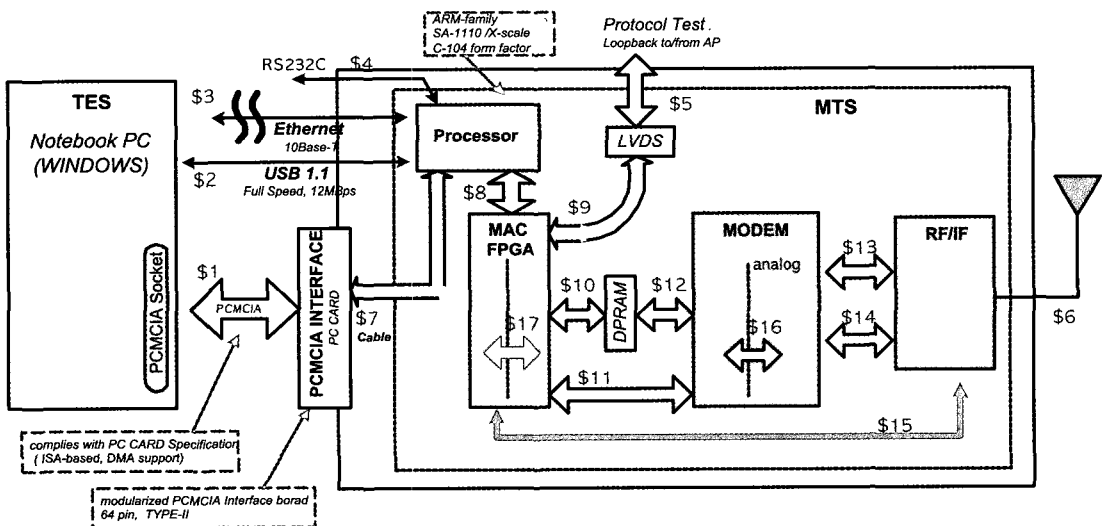 ARM-family
SA-1110 /X-scale
C-104 form factor
Protocol Test.
Loopback to/from AP
RS232C
$4
TES
Notebook PC
(WINDOWS)
$3
Ethernet
10Base-T
$2
USB 1.1
Full Speed, 12MBps
Processor
$5
MTS
LVDS
$8
$9
MAC
FPGA
MODEM
analog
RF/IF
$13
$14
$6
PCMCIA Socket
$1
PCMCIA
PCMCIA INTERFACE
PC CARD
$7
Cable
$17
$10
DPRAM
$12
$16
$11
$15
complies with PC CARD Specification
( ISA-based, DMA support)
modularized PCMCIA Interface borad
64 pin, TYPE-II